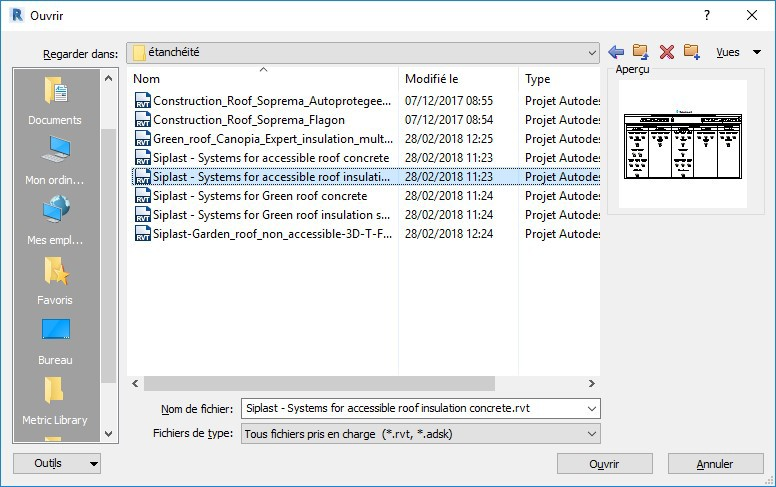 Ouvrir
Regarder dans:
étanchéité
Vues
Nom
Modifié le
Type
Aperçu
Construction_Roof_Soprema_Autoprotegee... 07/12/2017 08:55 Projet Autodes
Construction_Roof_Soprema_Flagon 07/12/2017 08:54 Projet Autodes
Green_roof_Canopia_Expert_insulation_mult... 28/02/2018 12:25 Projet Autodes
Siplast - Systems for accessible roof concrete 28/02/2018 11:23 Projet Autodes
Siplast - Systems for accessible roof insulati... 28/02/2018 11:23 Projet Autodes
Siplast - Systems for Green roof concrete 28/02/2018 11:24 Projet Autodes
Siplast - Systems for Green roof insulation s... 28/02/2018 11:24 Projet Autodes
Siplast-Garden_roof_non_accessible-3D-T-F... 28/02/2018 12:24 Projet Autodes
Documents
Mon ordin...
Mes empl...
Favoris
Bureau
Metric Library
Nom de fichier: Siplast - Systems for accessible roof insulation concrete.rvt
Fichiers de type: Tous fichiers pris en charge (*.rvt, *.adsk)
Outils
Ouvrir
Annuler